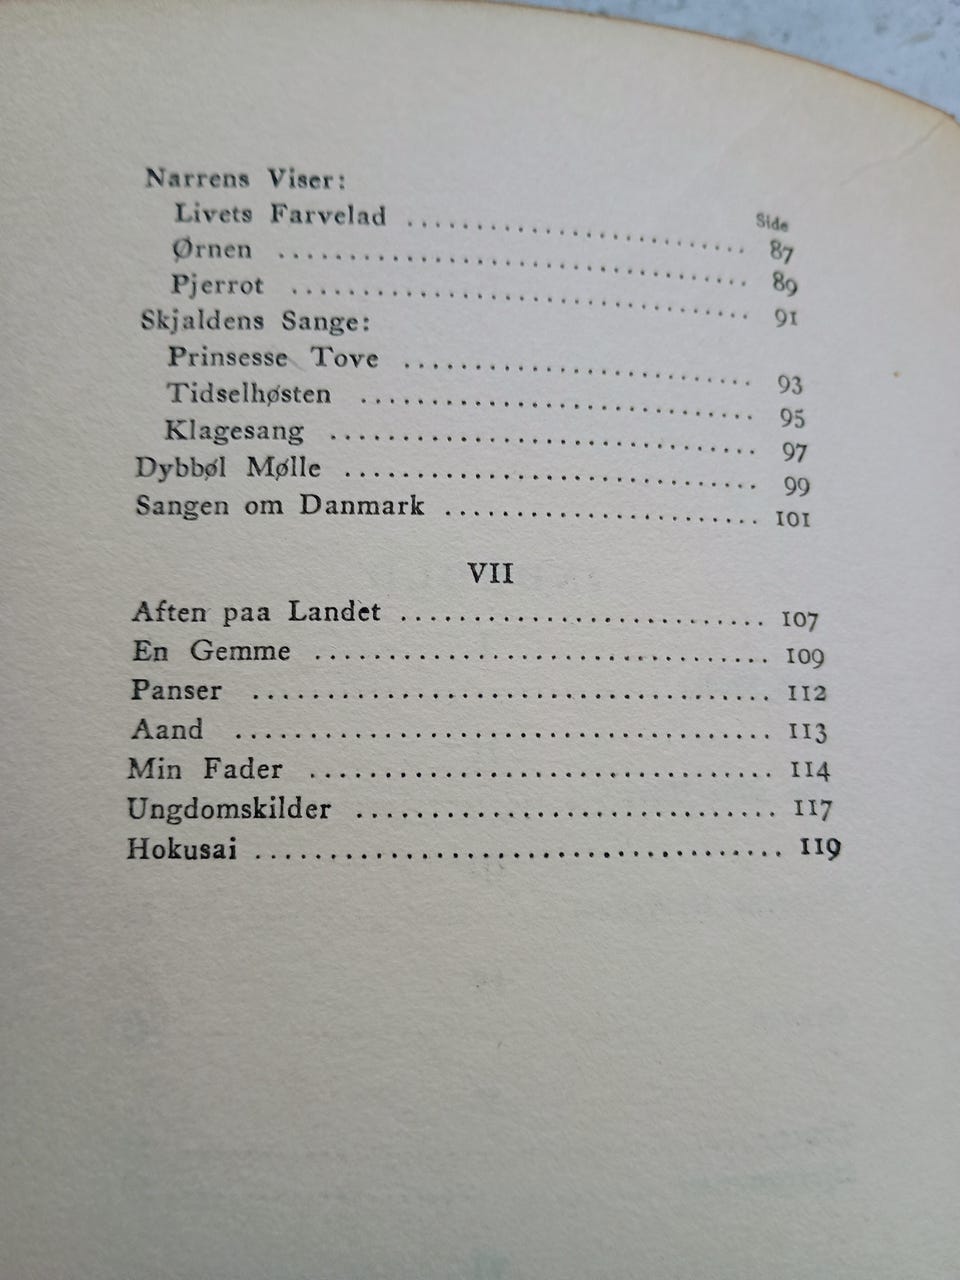 Narrens Viser:
Side
Livets Farvelad .................... 87
Ørnen .................... 89
Pjerrot .................... 91
Skjaldens Sange:
Prinsesse Tove .................... 93
Tidselhøsten .................... 95
Klagesang .................... 97
Dybbøl Mølle .................... 99
Sangen om Danmark .................... 101
VII
Aften paa Landet .................... 107
En Gemme .................... 109
Panser .................... 112
Aand .................... 113
Min Fader .................... 114
Ungdomskilder .................... 117
Hokusai .................... 119